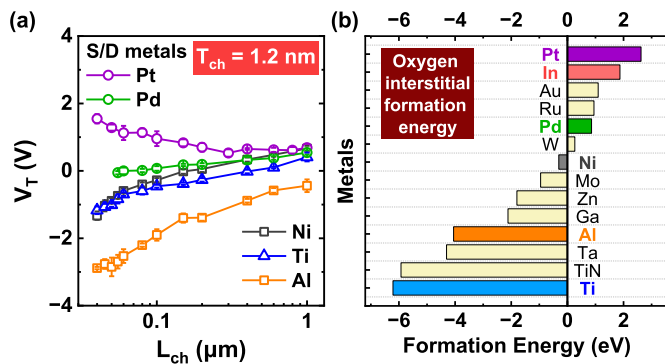 (a)
S/D metals
Pt
Pd
T_ch = 1.2 nm
4
2
0
−2
−4
V_T (V)
Ni
Ti
Al
0.1
1
L_ch (μm)
(b)
−6 −4 −2 0 +2
Oxygen
interstitial
formation
energy
Metals
Pt
In
Au
Ru
Pd
W
Ni
Mo
Zn
Ga
Al
Ta
TiN
Ti
−6 −4 −2 0 +2
Formation Energy (eV)